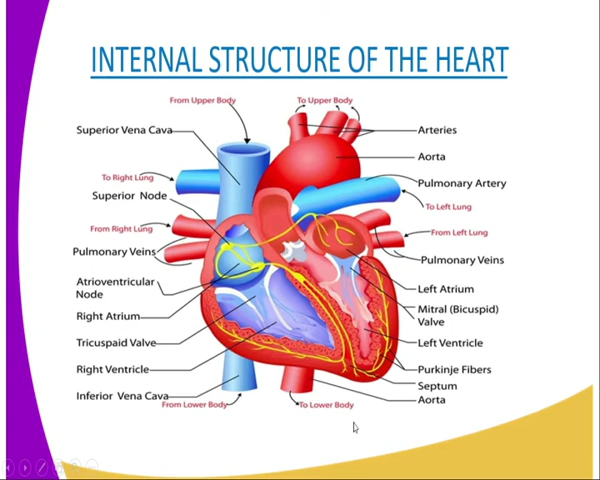 INTERNAL STRUCTURE OF THE HEART
From Upper Body
To Upper Body
Superior Vena Cava
Arteries
Aorta
To Right Lung
Pulmonary Artery
Superior Node
To Left Lung
From Right Lung
From Left Lung
Pulmonary Veins
Pulmonary Veins
Atrioventricular
Node
Left Atrium
Right Atrium
Mitral (Bicuspid)
Valve
Tricuspaid Valve
Left Ventricle
Right Ventricle
Purkinje Fibers
Septum
Inferior Vena Cava
Aorta
From Lower Body
To Lower Body